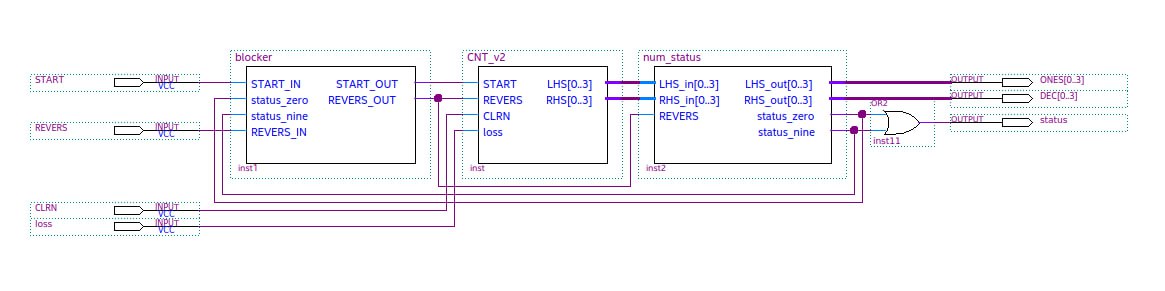 blocker
CNT_v2
num_status
START
INPUT
VCC
START_IN
START_OUT
status_zero
REVERS_OUT
status_nine
REVERS_IN
START
LHS[0..3]
REVERS
RHS[0..3]
CLRN
loss
LHS_in[0..3]
LHS_out[0..3]
RHS_in[0..3]
RHS_out[0..3]
REVERS
status_zero
status_nine
OUTPUT
ONES[0..3]
OUTPUT
DEC[0..3]
OR2
OUTPUT
status
inst11
REVERS
INPUT
VCC
inst1
inst
inst2
CLRN
INPUT
VCC
loss
INPUT
VCC